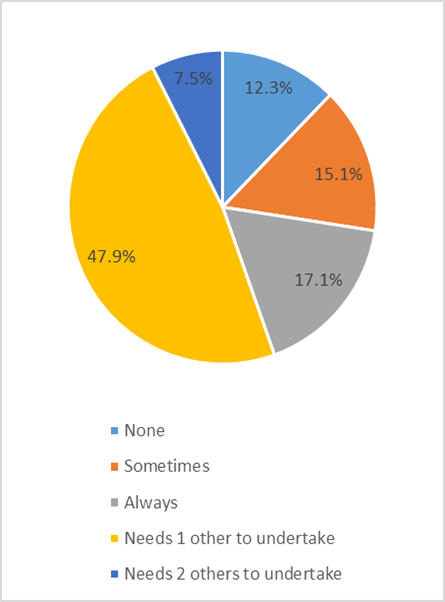 7.5%
12.3%
15.1%
47.9%
17.1%
None
Sometimes
Always
Needs 1 other to undertake
Needs 2 others to undertake